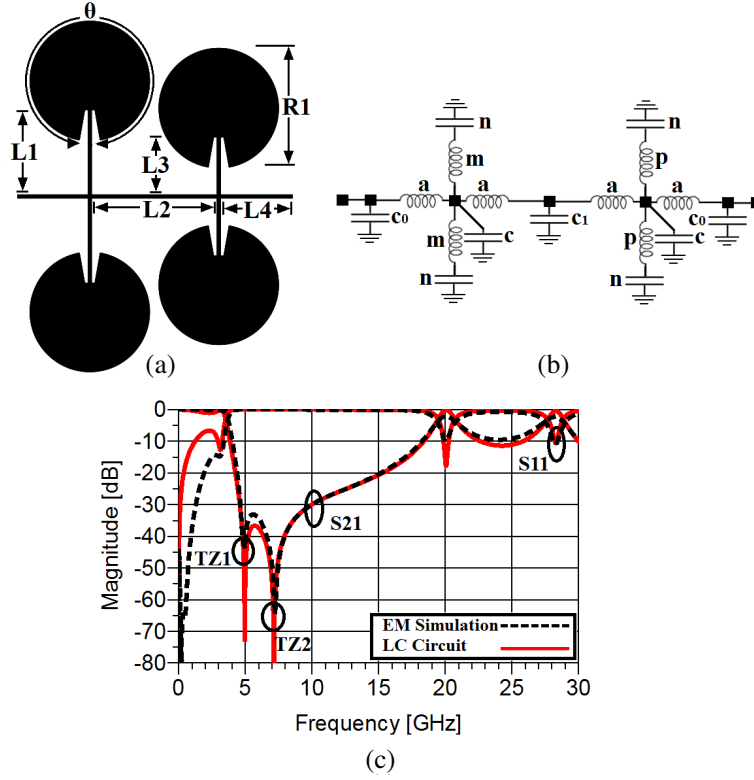 θ
L1
L3
R1
L2
L4
(a)
n
n
m
p
a
a
a
a
c₀
c₁
c₀
m
c
p
c
n
n
(b)
0
-10
-20
-30
-40
-50
-60
-70
-80
Magnitude [dB]
S11
S21
TZ1
TZ2
EM Simulation
LC Circuit
0
5
10
15
20
25
30
Frequency [GHz]
(c)